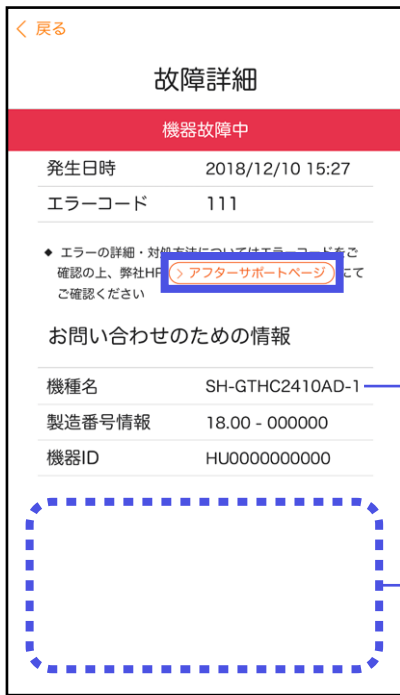 < 戻る
故障詳細
機器故障中
発生日時 2018/12/10 15:27
エラーコード 111
◆ エラーの詳細・対処方法についてはエラーコードをご
確認の上、弊社HP > アフターサポートページ にて
ご確認ください
お問い合わせのための情報
機種名 SH-GTHC2410AD-1
製造番号情報 18.00 - 000000
機器ID HU0000000000